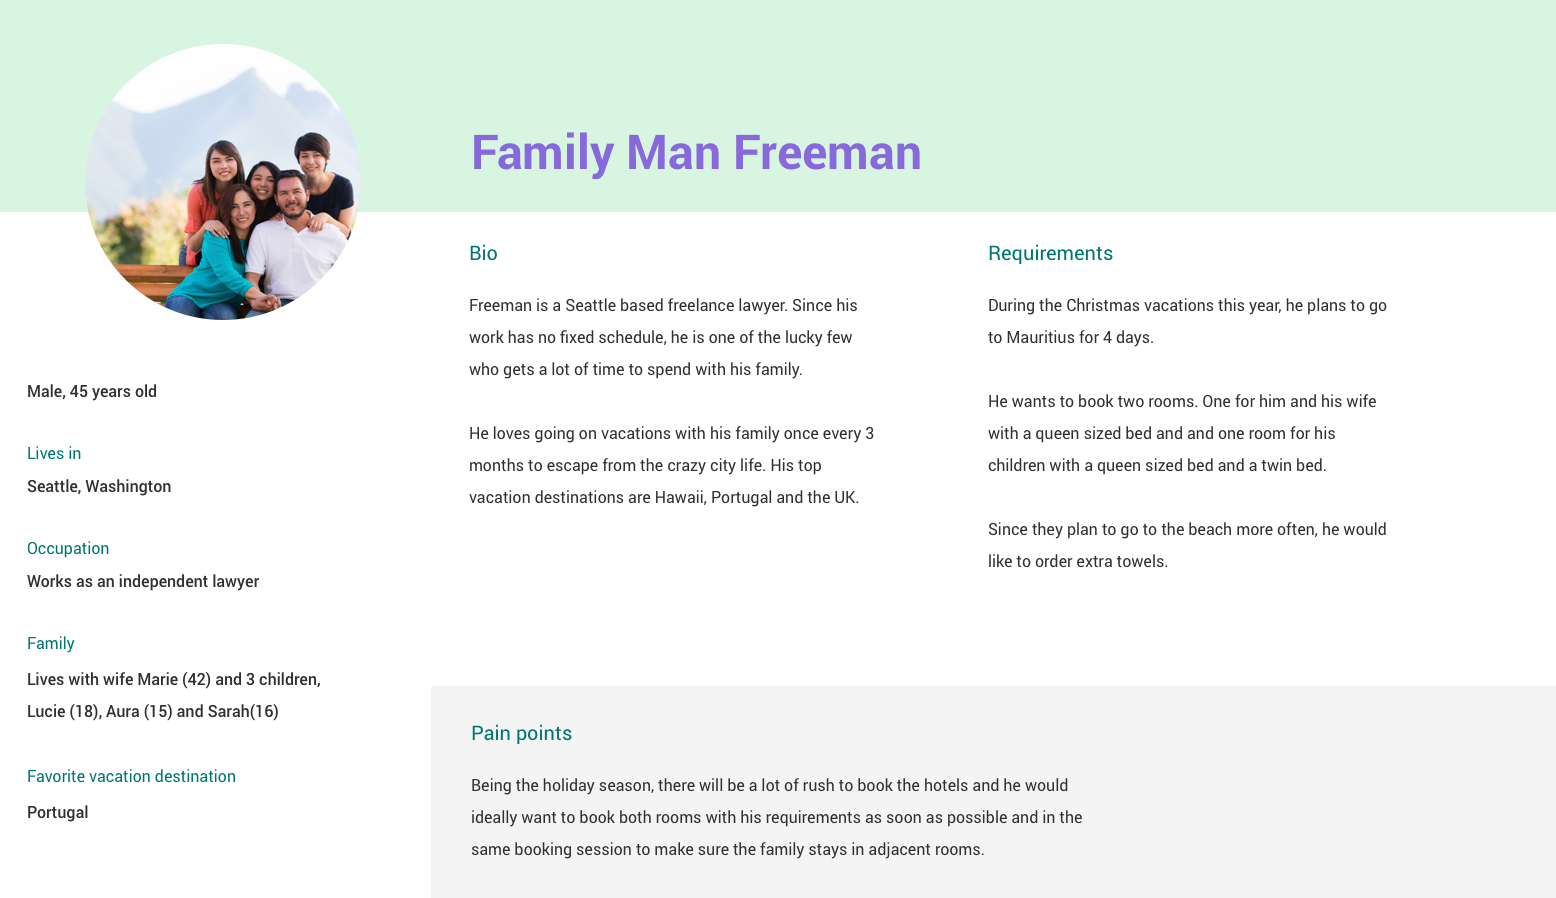 Family Man Freeman
Male, 45 years old
Lives in
Seattle, Washington
Occupation
Works as an independent lawyer
Family
Lives with wife Marie (42) and 3 children,
Lucie (18), Aura (15) and Sarah(16)
Favorite vacation destination
Portugal
Bio
Freeman is a Seattle based freelance lawyer. Since his
work has no fixed schedule, he is one of the lucky few
who gets a lot of time to spend with his family.
He loves going on vacations with his family once every 3
months to escape from the crazy city life. His top
vacation destinations are Hawaii, Portugal and the UK.
Requirements
During the Christmas vacations this year, he plans to go
to Mauritius for 4 days.
He wants to book two rooms. One for him and his wife
with a queen sized bed and and one room for his
children with a queen sized bed and a twin bed.
Since they plan to go to the beach more often, he would
like to order extra towels.
Pain points
Being the holiday season, there will be a lot of rush to book the hotels and he would
ideally want to book both rooms with his requirements as soon as possible and in the
same booking session to make sure the family stays in adjacent rooms.